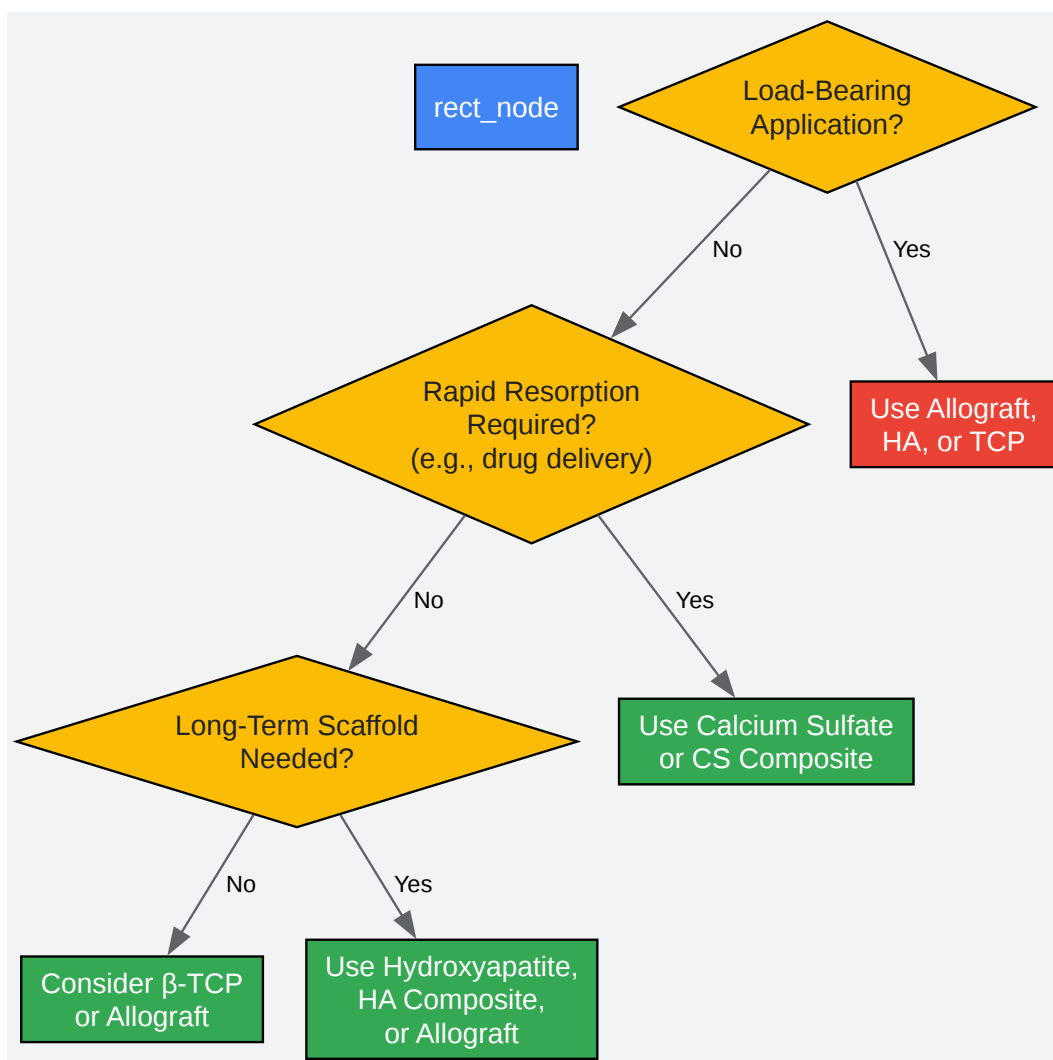 rect_node
Load-Bearing
Application?
No
Yes
Rapid Resorption
Required?
(e.g., drug delivery)
Use Allograft,
HA, or TCP
No
Yes
Long-Term Scaffold
Needed?
Use Calcium Sulfate
or CS Composite
No
Yes
Consider β-TCP
or Allograft
Use Hydroxyapatite,
HA Composite,
or Allograft